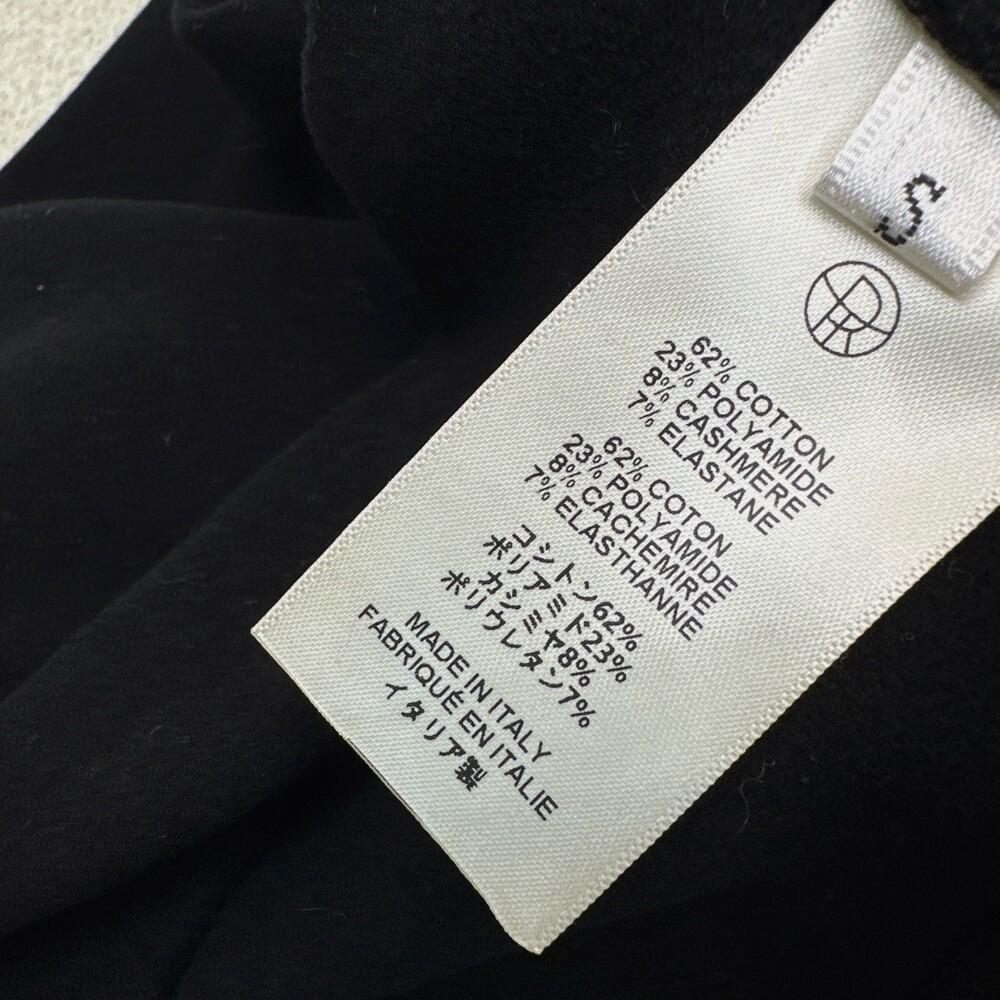 S
62% COTTON
23% POLYAMIDE
8% CASHMERE
7% ELASTANE
62% COTON
23% POLYAMIDE
8% CACHEMIRE
7% ELASTHANNE
コシトン62%
ポリアミド23%
カシミヤ8%
ポリウレタン7%
MADE IN ITALY
FABRIQUÉ EN ITALIE
イタリア製